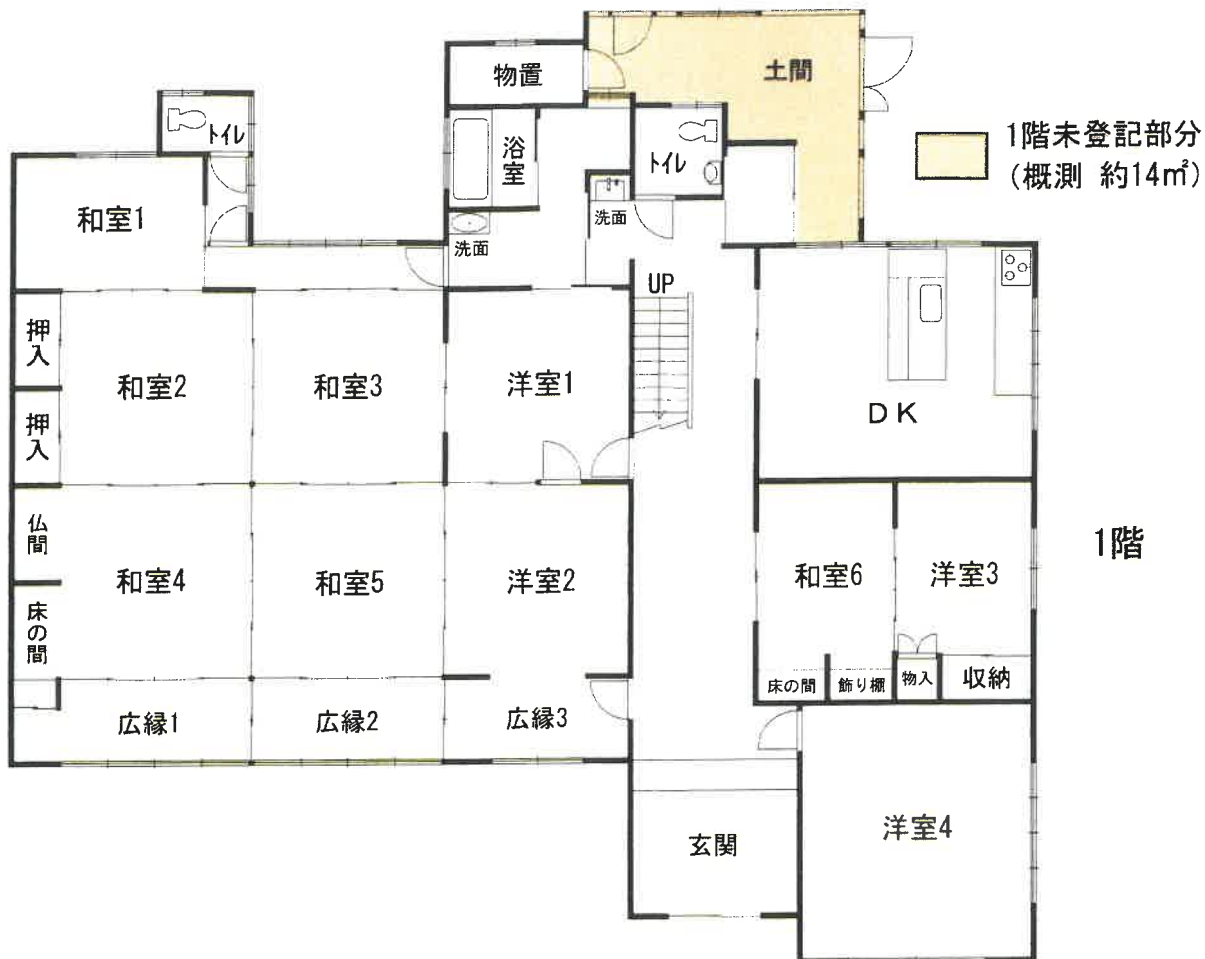 物置
土間
トイレ
浴室
トイレ
1階未登記部分
(概測 約14㎡)
和室1
洗面
洗面
UP
押入
和室2
和室3
洋室1
押入
DK
仏間
和室4
和室5
洋室2
和室6
洋室3
1階
床の間
床の間
飾り棚
物入
収納
広縁1
広縁2
広縁3
玄関
洋室4